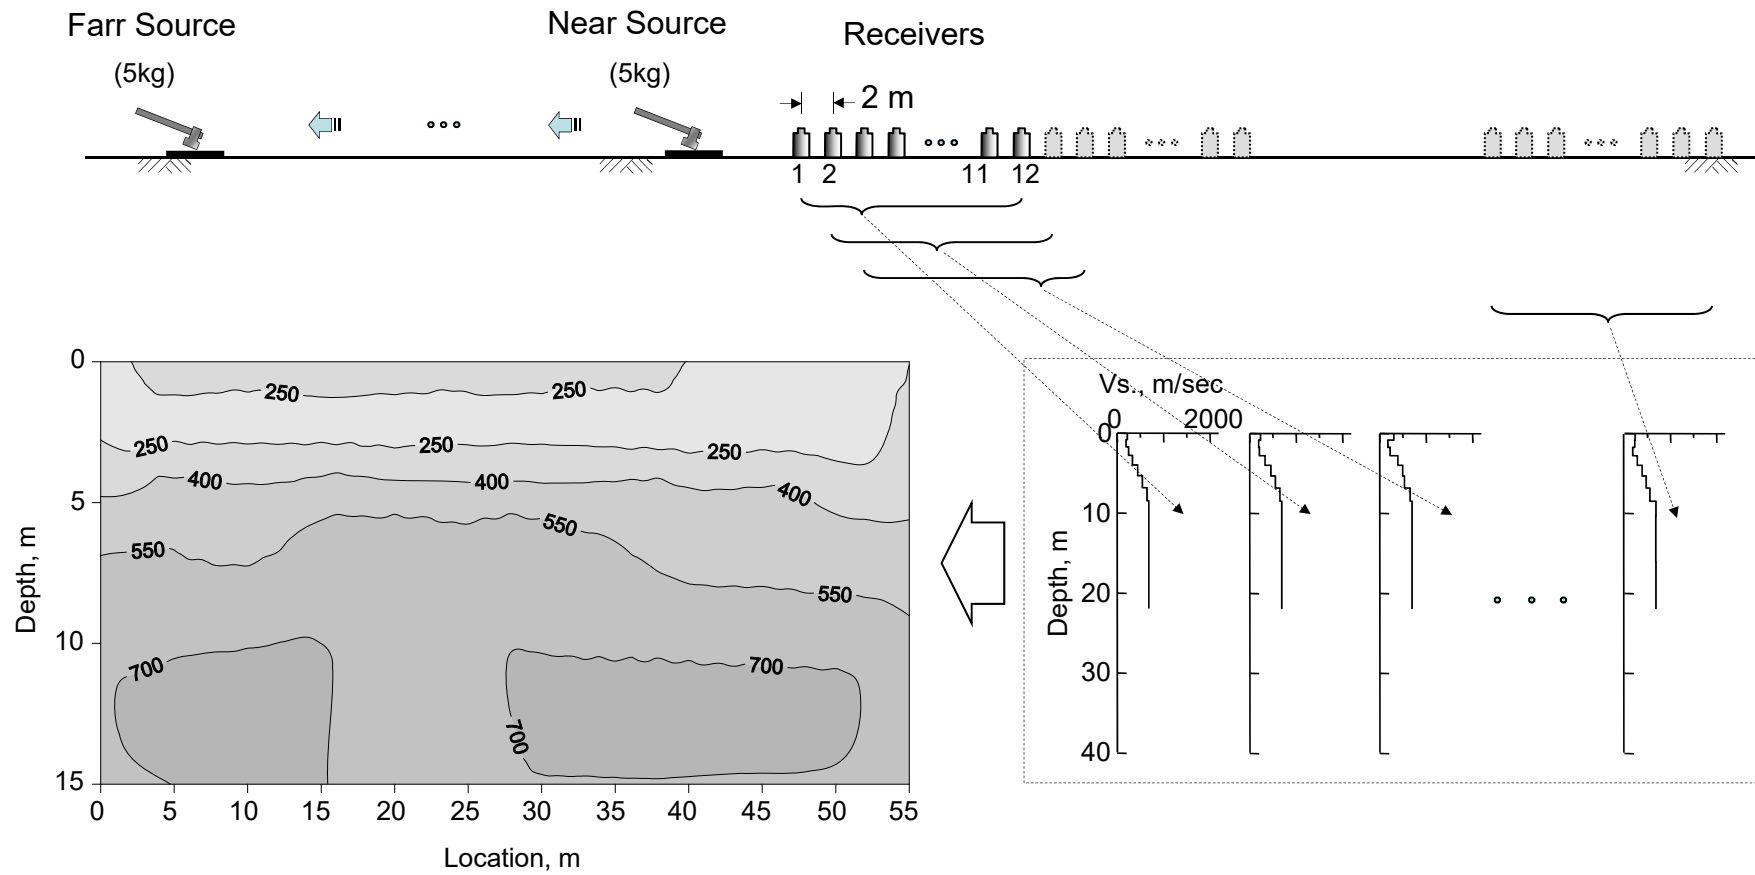 Farr Source
(5kg)
Near Source
(5kg)
Receivers
2 m
1 2 11 12
0
5
10
15
Depth, m
250 250
250 250 250
400 400 400
550 550 550
700 700 700
0 5 10 15 20 25 30 35 40 45 50 55
Location, m
Vs., m/sec
0 2000
0
10
20
30
40
Depth, m